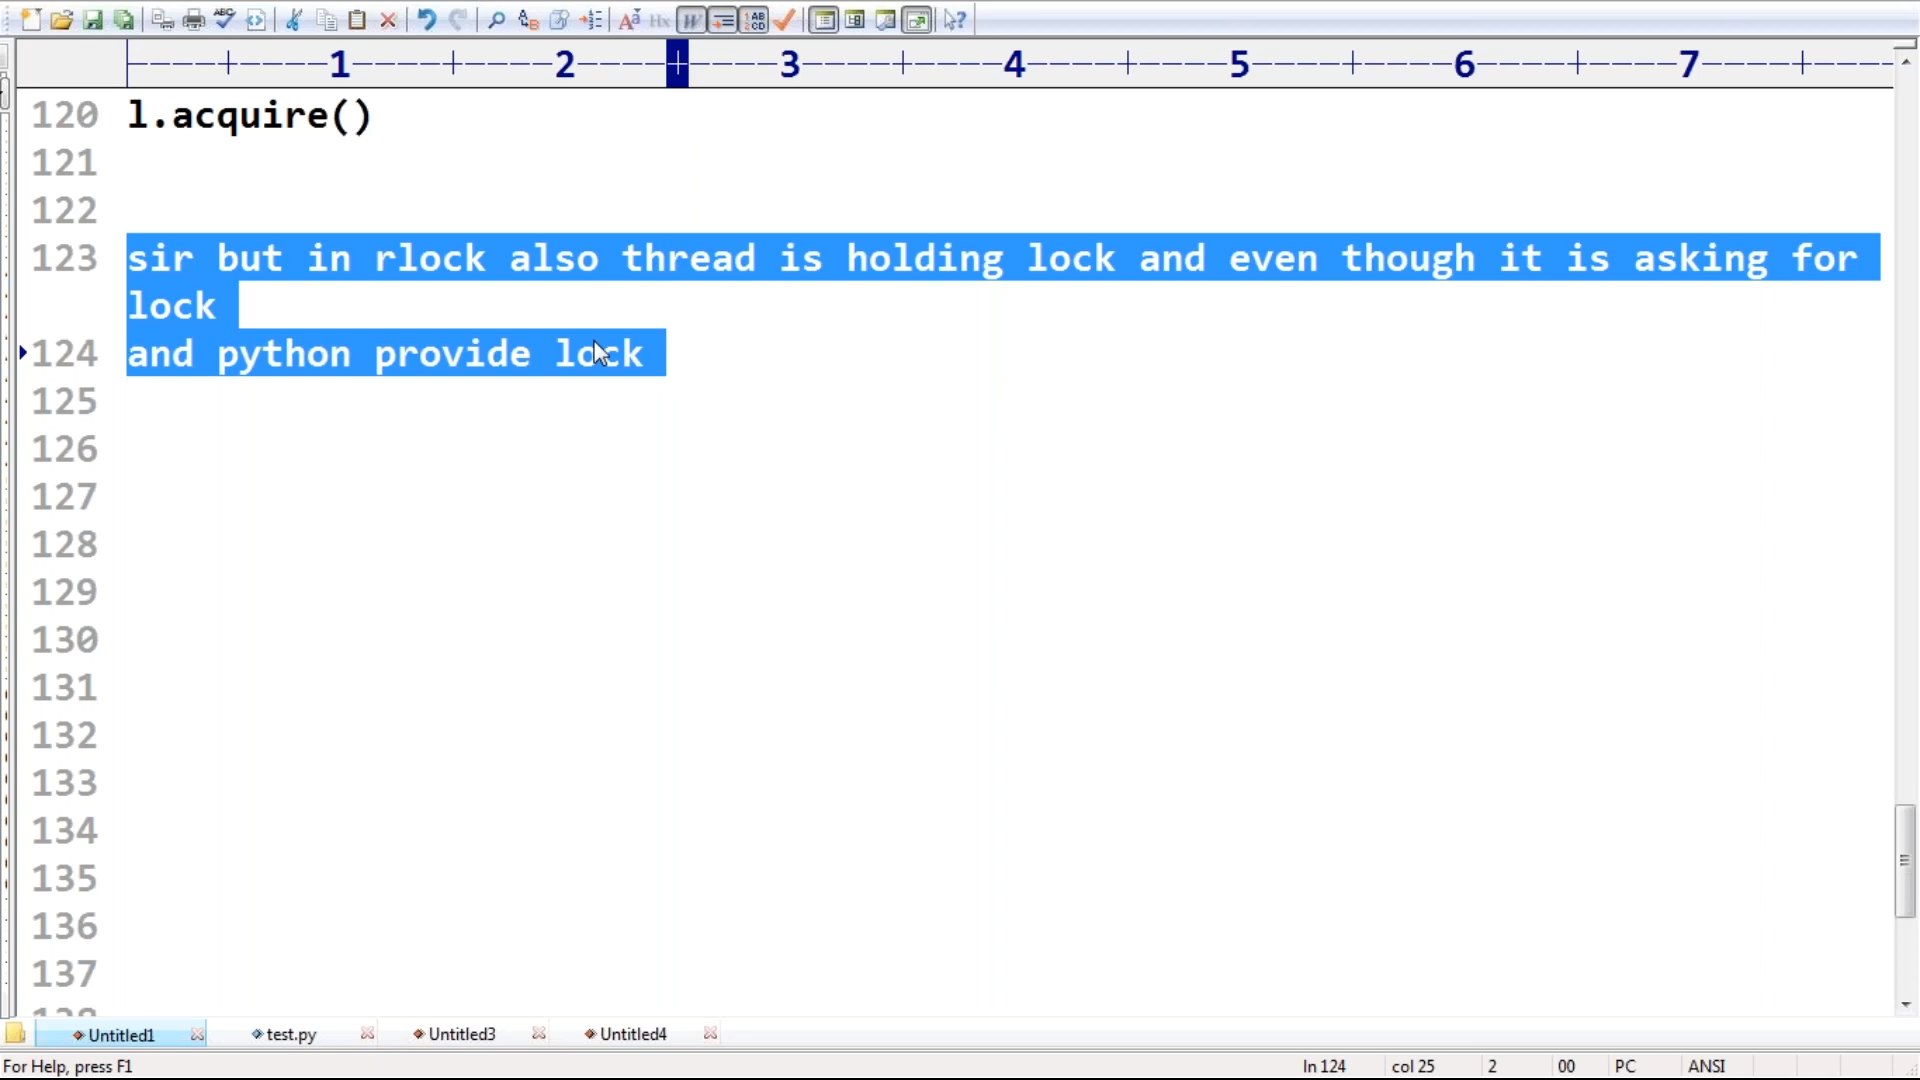 1 2 3 4 5 6 7
120 l.acquire()
121
122
123 sir but in rlock also thread is holding lock and even though it is asking for
lock
124 and python provide lock
125
126
127
128
129
130
131
132
133
134
135
136
137
Untitled1 test.py Untitled3 Untitled4
For Help, press F1 ln 124 col 25 2 00 PC ANSI